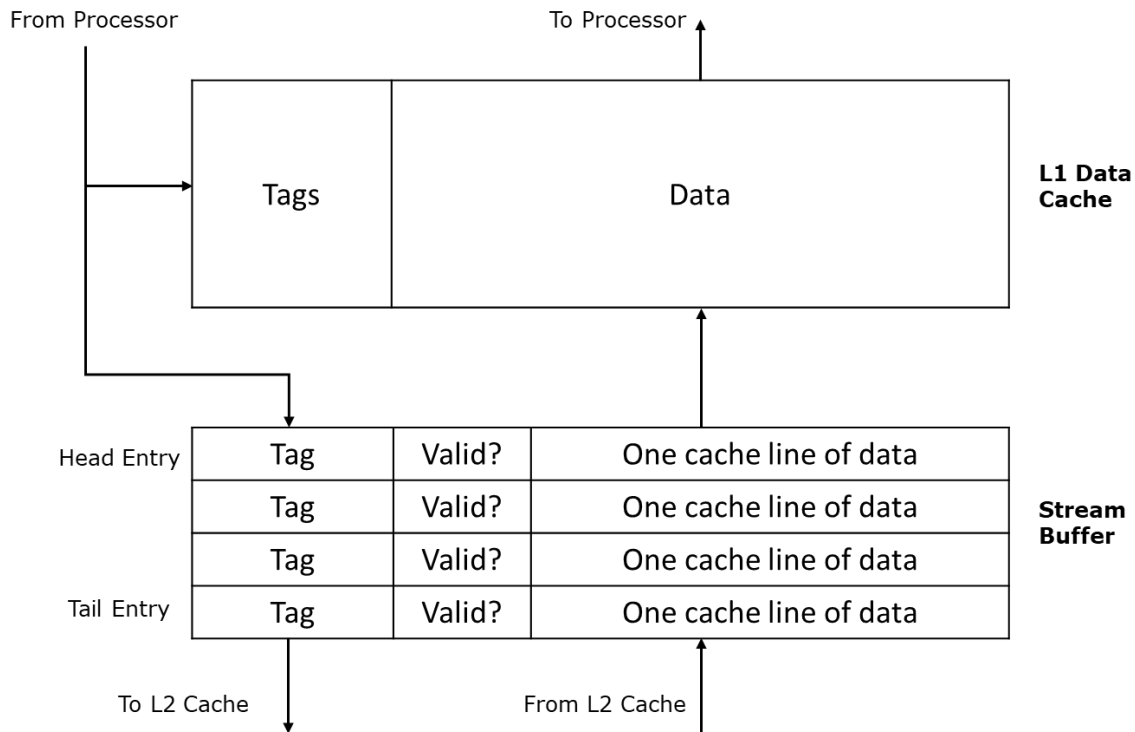 From Processor
To Processor
Tags
Data
L1 Data
Cache
Head Entry
Tag
Valid?
One cache line of data
Tag
Valid?
One cache line of data
Stream
Buffer
Tag
Valid?
One cache line of data
Tail Entry
Tag
Valid?
One cache line of data
To L2 Cache
From L2 Cache